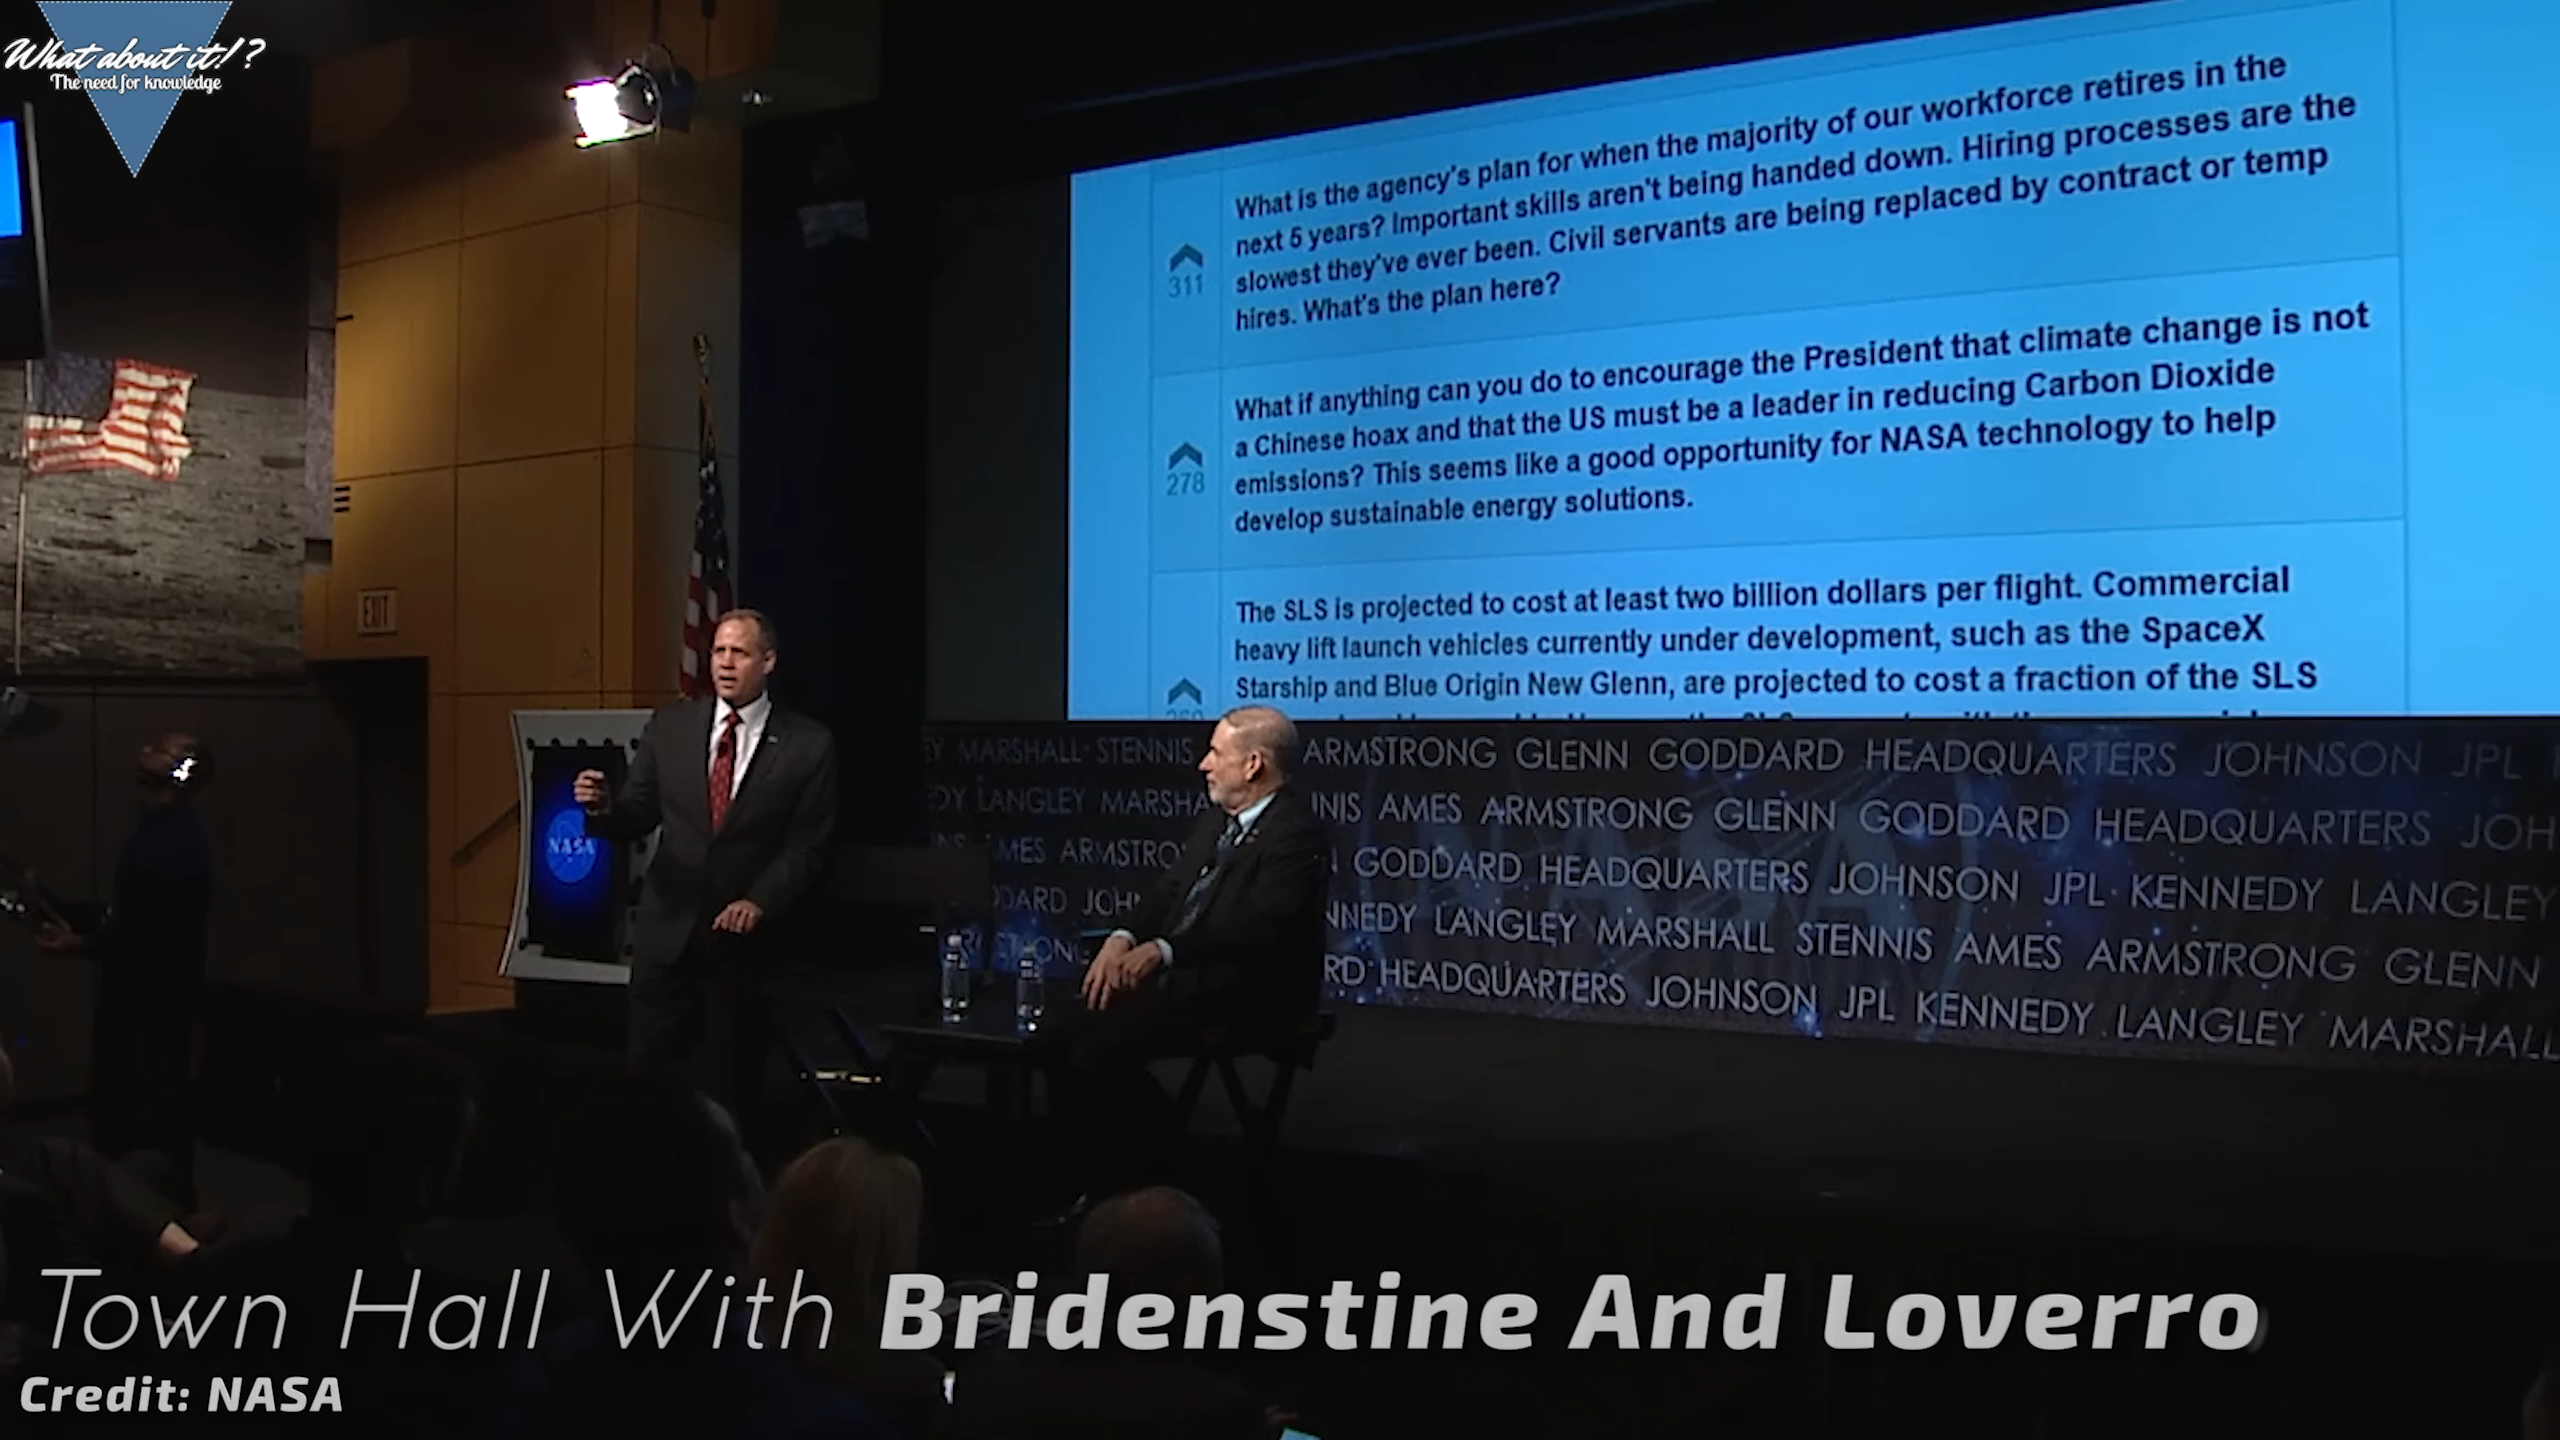 What about it!?
The need for knowledge
What is the agency's plan for when the majority of our workforce retires in the
next 5 years? Important skills aren't being handed down. Hiring processes are the
slowest they've ever been. Civil servants are being replaced by contract or temp
hires. What's the plan here?
311
What if anything can you do to encourage the President that climate change is not
a Chinese hoax and that the US must be a leader in reducing Carbon Dioxide
emissions? This seems like a good opportunity for NASA technology to help
develop sustainable energy solutions.
278
The SLS is projected to cost at least two billion dollars per flight. Commercial
heavy lift launch vehicles currently under development, such as the SpaceX
Starship and Blue Origin New Glenn, are projected to cost a fraction of the SLS
EXIT
NASA
MARSHALL STENNIS ARMSTRONG GLENN GODDARD HEADQUARTERS JOHNSON JPL
LANGLEY AMES ARMSTRONG GLENN GODDARD HEADQUARTERS
GODDARD HEADQUARTERS JOHNSON JPL KENNEDY LANGLEY
LANGLEY MARSHALL STENNIS AMES ARMSTRONG GLENN
HEADQUARTERS JOHNSON JPL KENNEDY LANGLEY MARSHALL
Town Hall With Bridenstine And Loverro
Credit: NASA